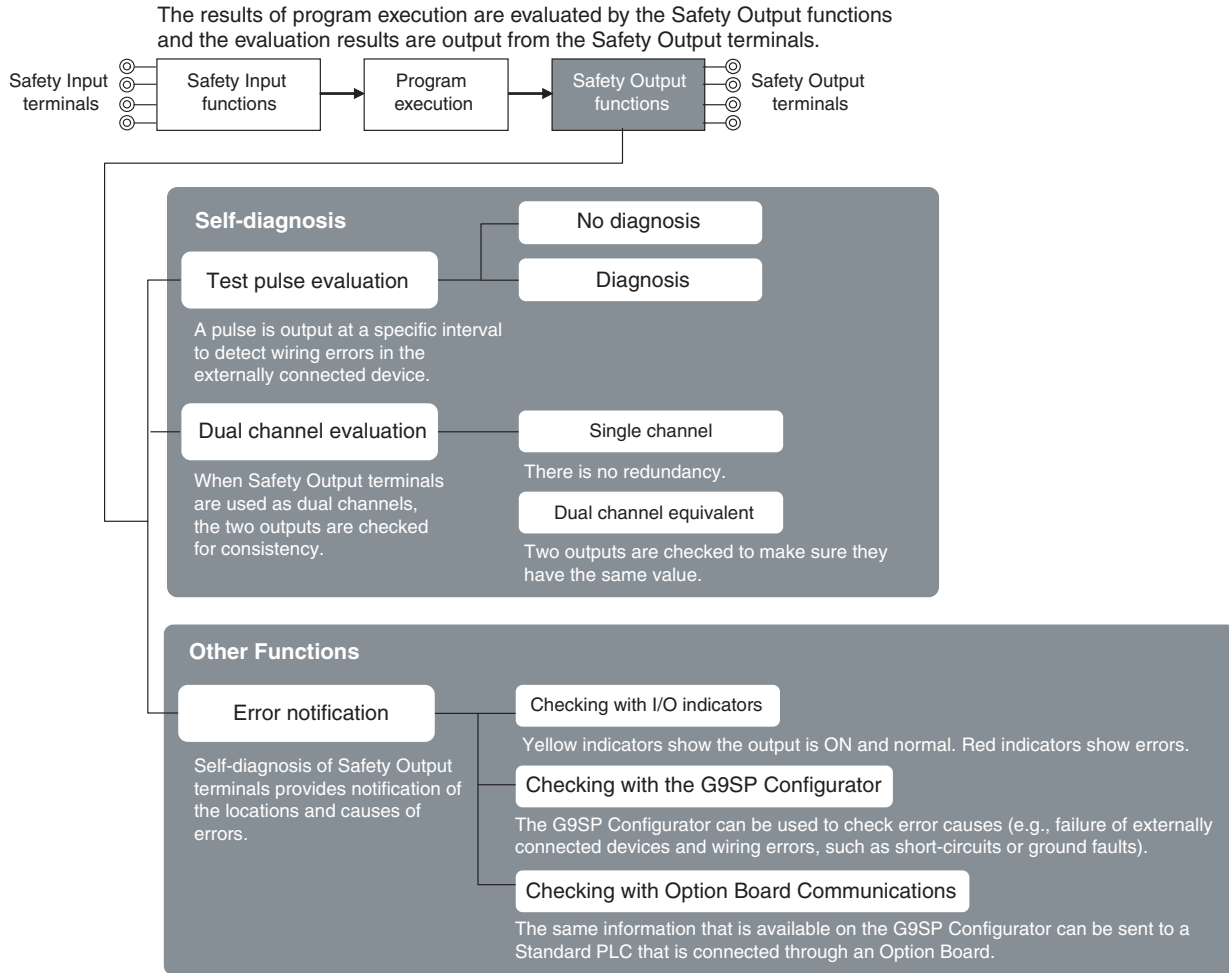 The results of program execution are evaluated by the Safety Output functions
and the evaluation results are output from the Safety Output terminals.
Safety Input
terminals
Safety Input
functions
Program
execution
Safety Output
functions
Safety Output
terminals
Self-diagnosis
No diagnosis
Test pulse evaluation
Diagnosis
A pulse is output at a specific interval
to detect wiring errors in the
externally connected device.
Dual channel evaluation
Single channel
There is no redundancy.
When Safety Output terminals
are used as dual channels,
the two outputs are checked
for consistency.
Dual channel equivalent
Two outputs are checked to make sure they
have the same value.
Other Functions
Error notification
Checking with I/O indicators
Yellow indicators show the output is ON and normal. Red indicators show errors.
Self-diagnosis of Safety Output
terminals provides notification of
the locations and causes of
errors.
Checking with the G9SP Configurator
The G9SP Configurator can be used to check error causes (e.g., failure of externally
connected devices and wiring errors, such as short-circuits or ground faults).
Checking with Option Board Communications
The same information that is available on the G9SP Configurator can be sent to a
Standard PLC that is connected through an Option Board.